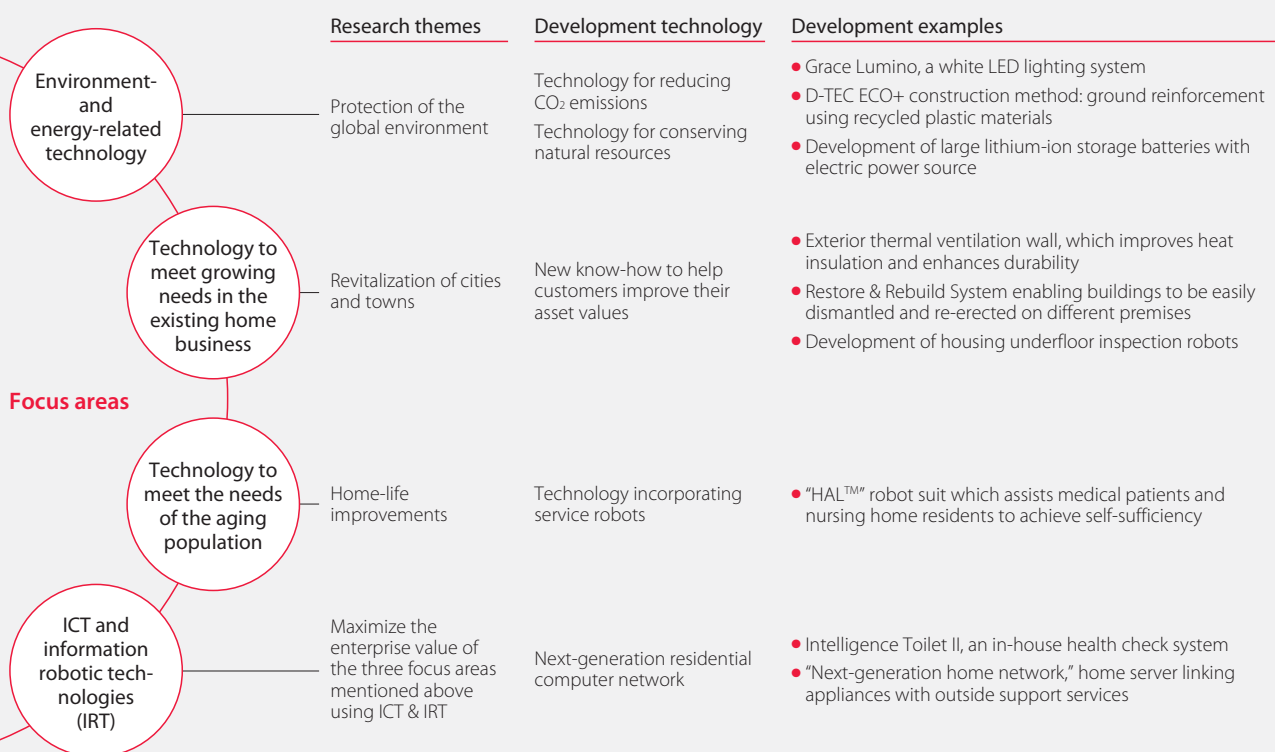 Research themes
Development technology
Development examples
Environment-
and
energy-related
technology
Protection of the
global environment
Technology for reducing
CO₂ emissions
Technology for conserving
natural resources
● Grace Lumino, a white LED lighting system
● D-TEC ECO+ construction method: ground reinforcement
using recycled plastic materials
● Development of large lithium-ion storage batteries with
electric power source
Technology to
meet growing
needs in the
existing home
business
Revitalization of cities
and towns
New know-how to help
customers improve their
asset values
● Exterior thermal ventilation wall, which improves heat
insulation and enhances durability
● Restore & Rebuild System enabling buildings to be easily
dismantled and re-erected on different premises
● Development of housing underfloor inspection robots
Focus areas
Technology to
meet the needs
of the aging
population
Home-life
improvements
Technology incorporating
service robots
● “HAL™” robot suit which assists medical patients and
nursing home residents to achieve self-sufficiency
ICT and
information
robotic tech-
nologies
(IRT)
Maximize the
enterprise value of
the three focus areas
mentioned above
using ICT & IRT
Next-generation residential
computer network
● Intelligence Toilet II, an in-house health check system
● “Next-generation home network,” home server linking
appliances with outside support services